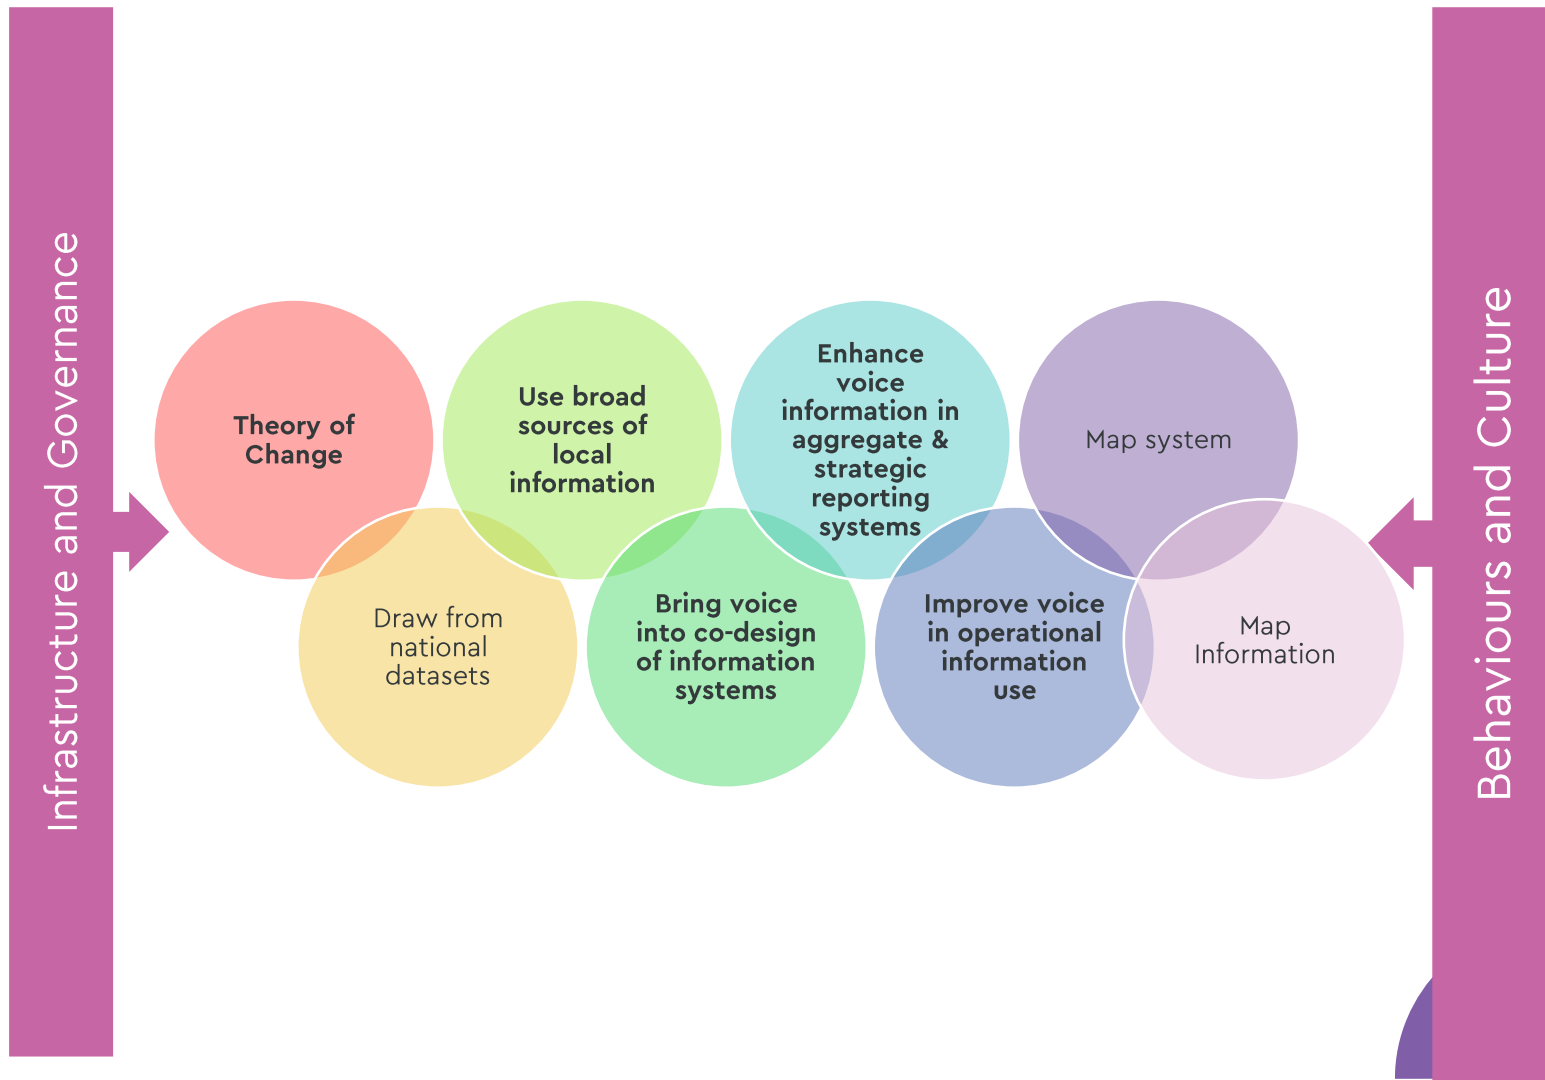 Infrastructure and Governance
Theory of
Change
Draw from
national
datasets
Use broad
sources of
local
information
Bring voice
into co-design
of information
systems
Enhance
voice
information in
aggregate &
strategic
reporting
systems
Improve voice
in operational
information
use
Map system
Map
Information
Behaviours and Culture